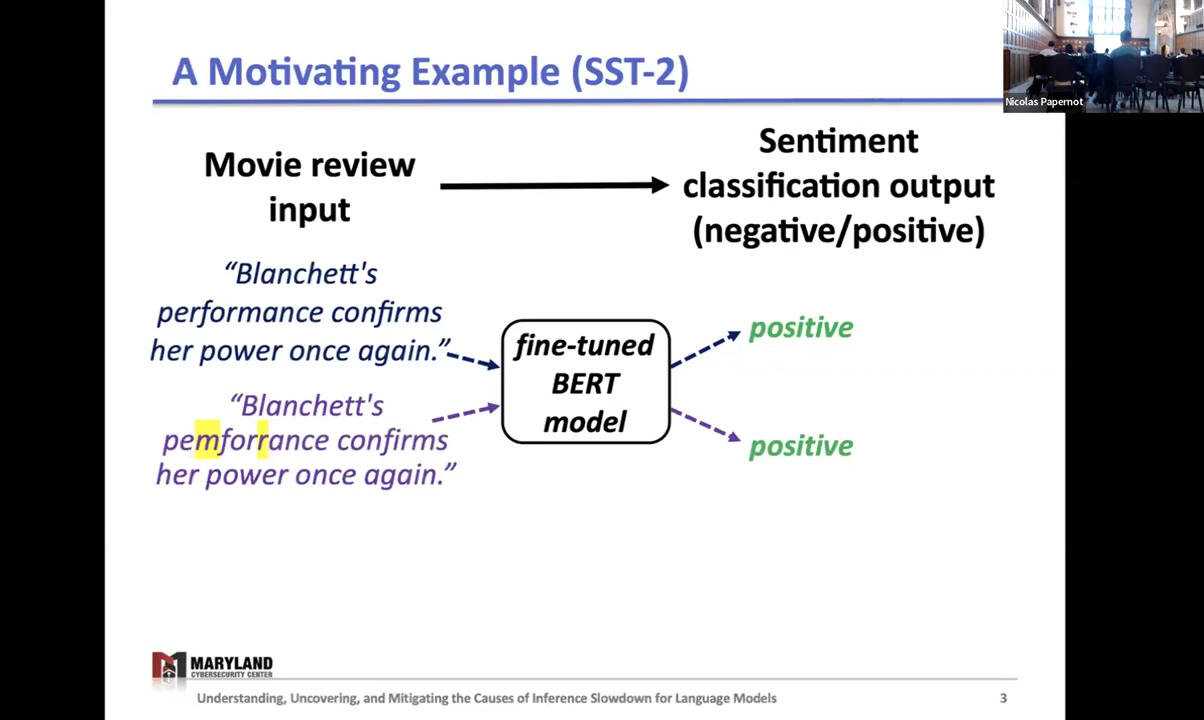 A Motivating Example (SST-2)
Nicolas Papernot
Movie review
input
Sentiment
classification output
(negative/positive)
“Blanchett's
performance confirms
her power once again.”
“Blanchett's
pemforrance confirms
her power once again.”
fine-tuned
BERT
model
positive
positive
MARYLAND
CYBERSECURITY CENTER
Understanding, Uncovering, and Mitigating the Causes of Inference Slowdown for Language Models
3